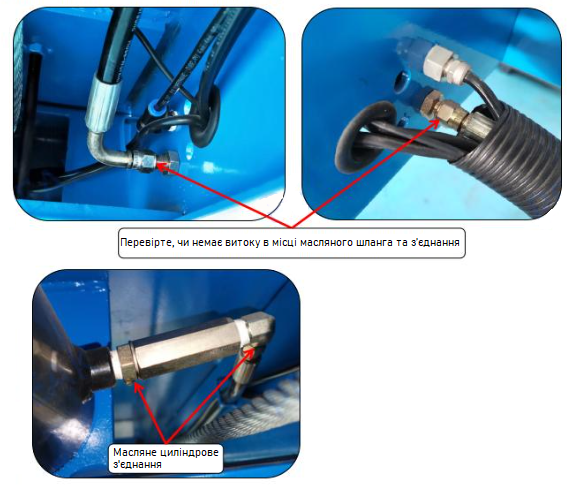 Перевірте, чи немає витоку в місці масляного шланга та з'єднання
Масляне циліндрове
з'єднання